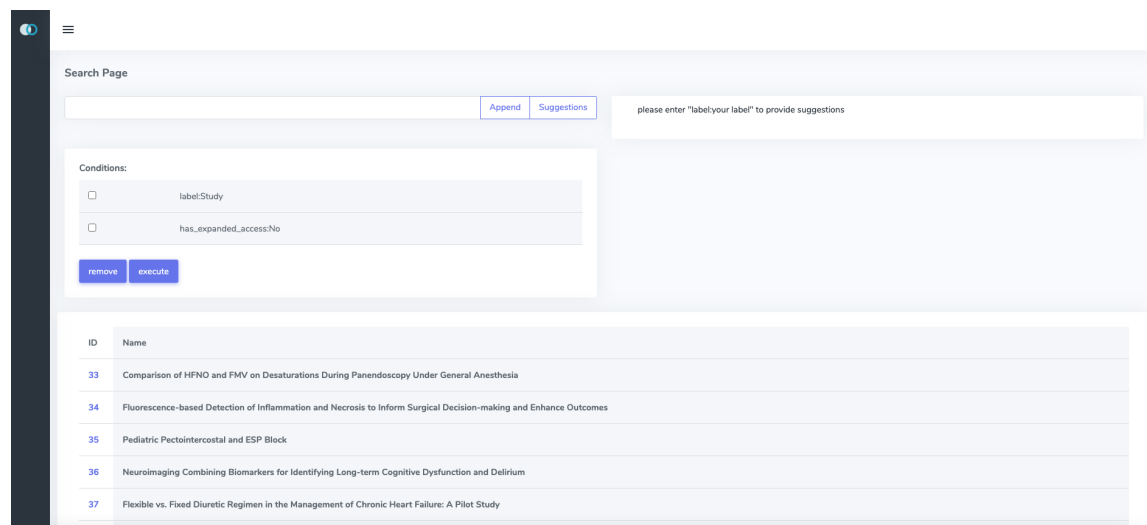 Search Page
Append Suggestions
please enter "label:your label" to provide suggestions
Conditions:
label:Study
has_expanded_access:No
remove execute
ID Name
33 Comparison of HFNO and FMV on Desaturations During Panendoscopy Under General Anesthesia
34 Fluorescence-based Detection of Inflammation and Necrosis to Inform Surgical Decision-making and Enhance Outcomes
35 Pediatric Pectointercostal and ESP Block
36 Neuroimaging Combining Biomarkers for Identifying Long-term Cognitive Dysfunction and Delirium
37 Flexible vs. Fixed Diuretic Regimen in the Management of Chronic Heart Failure: A Pilot Study